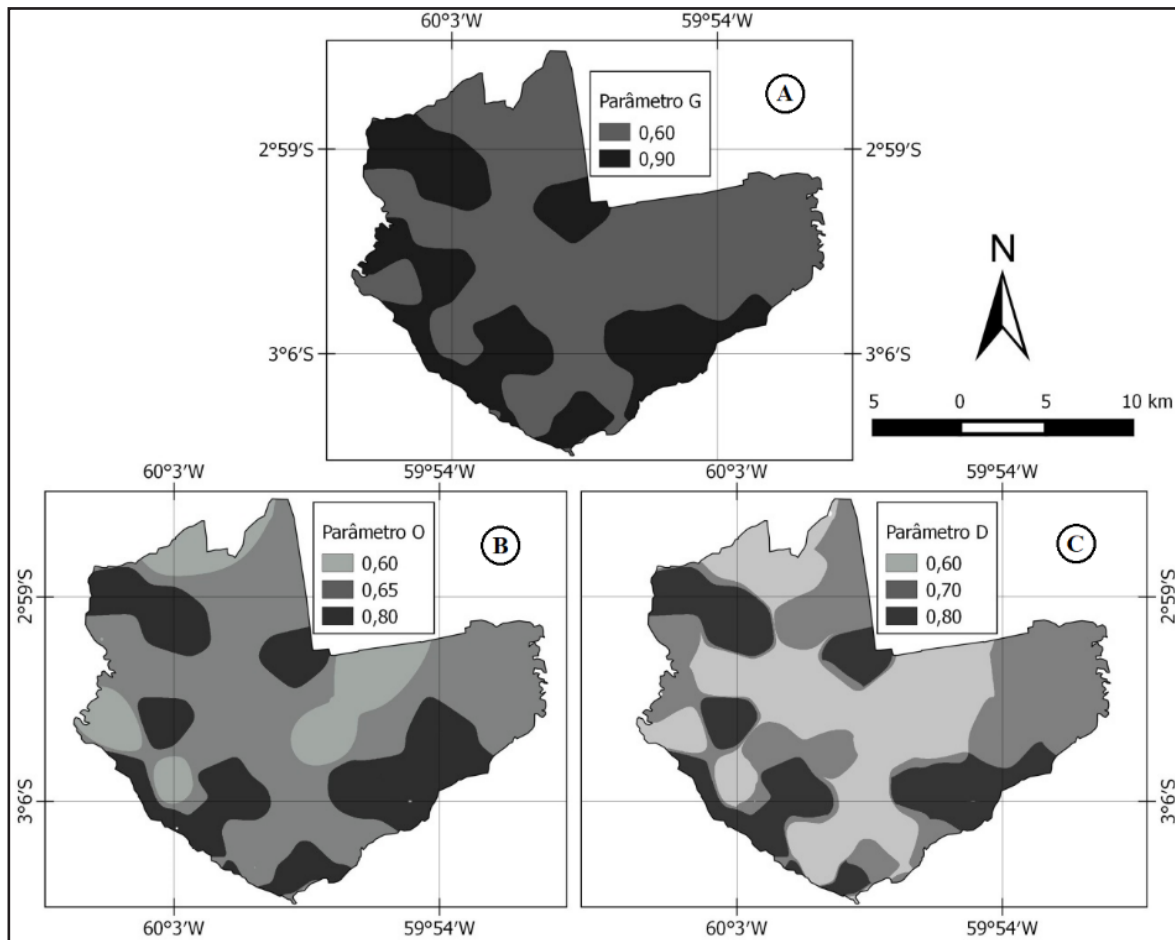 60°3'W 59°54'W
Parâmetro G
0,60
0,90
A
2°59'S 2°59'S
3°6'S 3°6'S
N
5 0 5 10 km
60°3'W 59°54'W 60°3'W 59°54'W
Parâmetro O
0,60
0,65
0,80
B
Parâmetro D
0,60
0,70
0,80
C
2°59'S 2°59'S
3°6'S 3°6'S
60°3'W 59°54'W 60°3'W 59°54'W